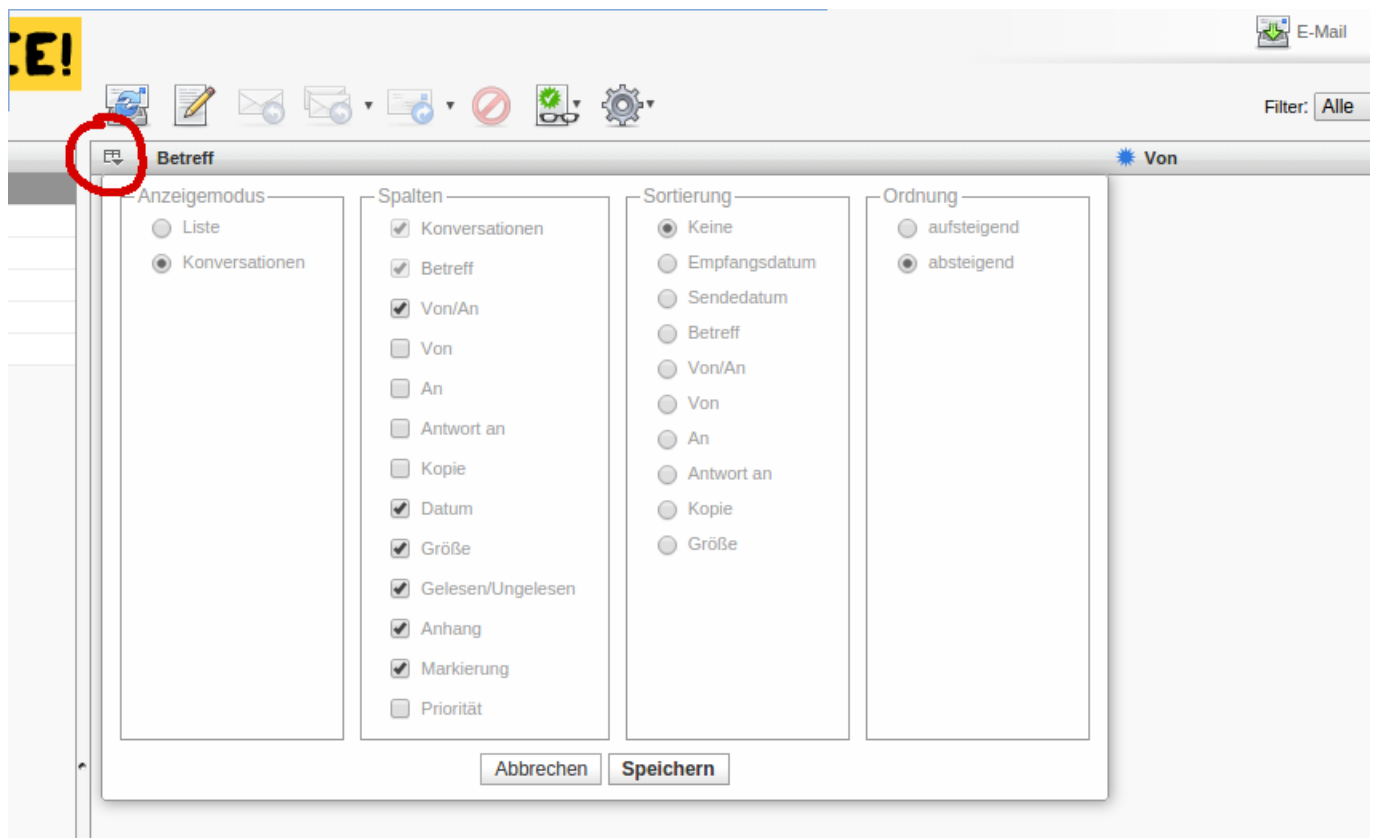 CE!
E-Mail
Filter: Alle
Betreff
Von
Anzeigemodus
Liste
Konversationen
Spalten
Konversationen
Betreff
Von/An
Von
An
Antwort an
Kopie
Datum
Größe
Gelesen/Ungelesen
Anhang
Markierung
Priorität
Sortierung
Keine
Empfangsdatum
Sendedatum
Betreff
Von/An
Von
An
Antwort an
Kopie
Größe
Ordnung
aufsteigend
absteigend
Abbrechen
Speichern